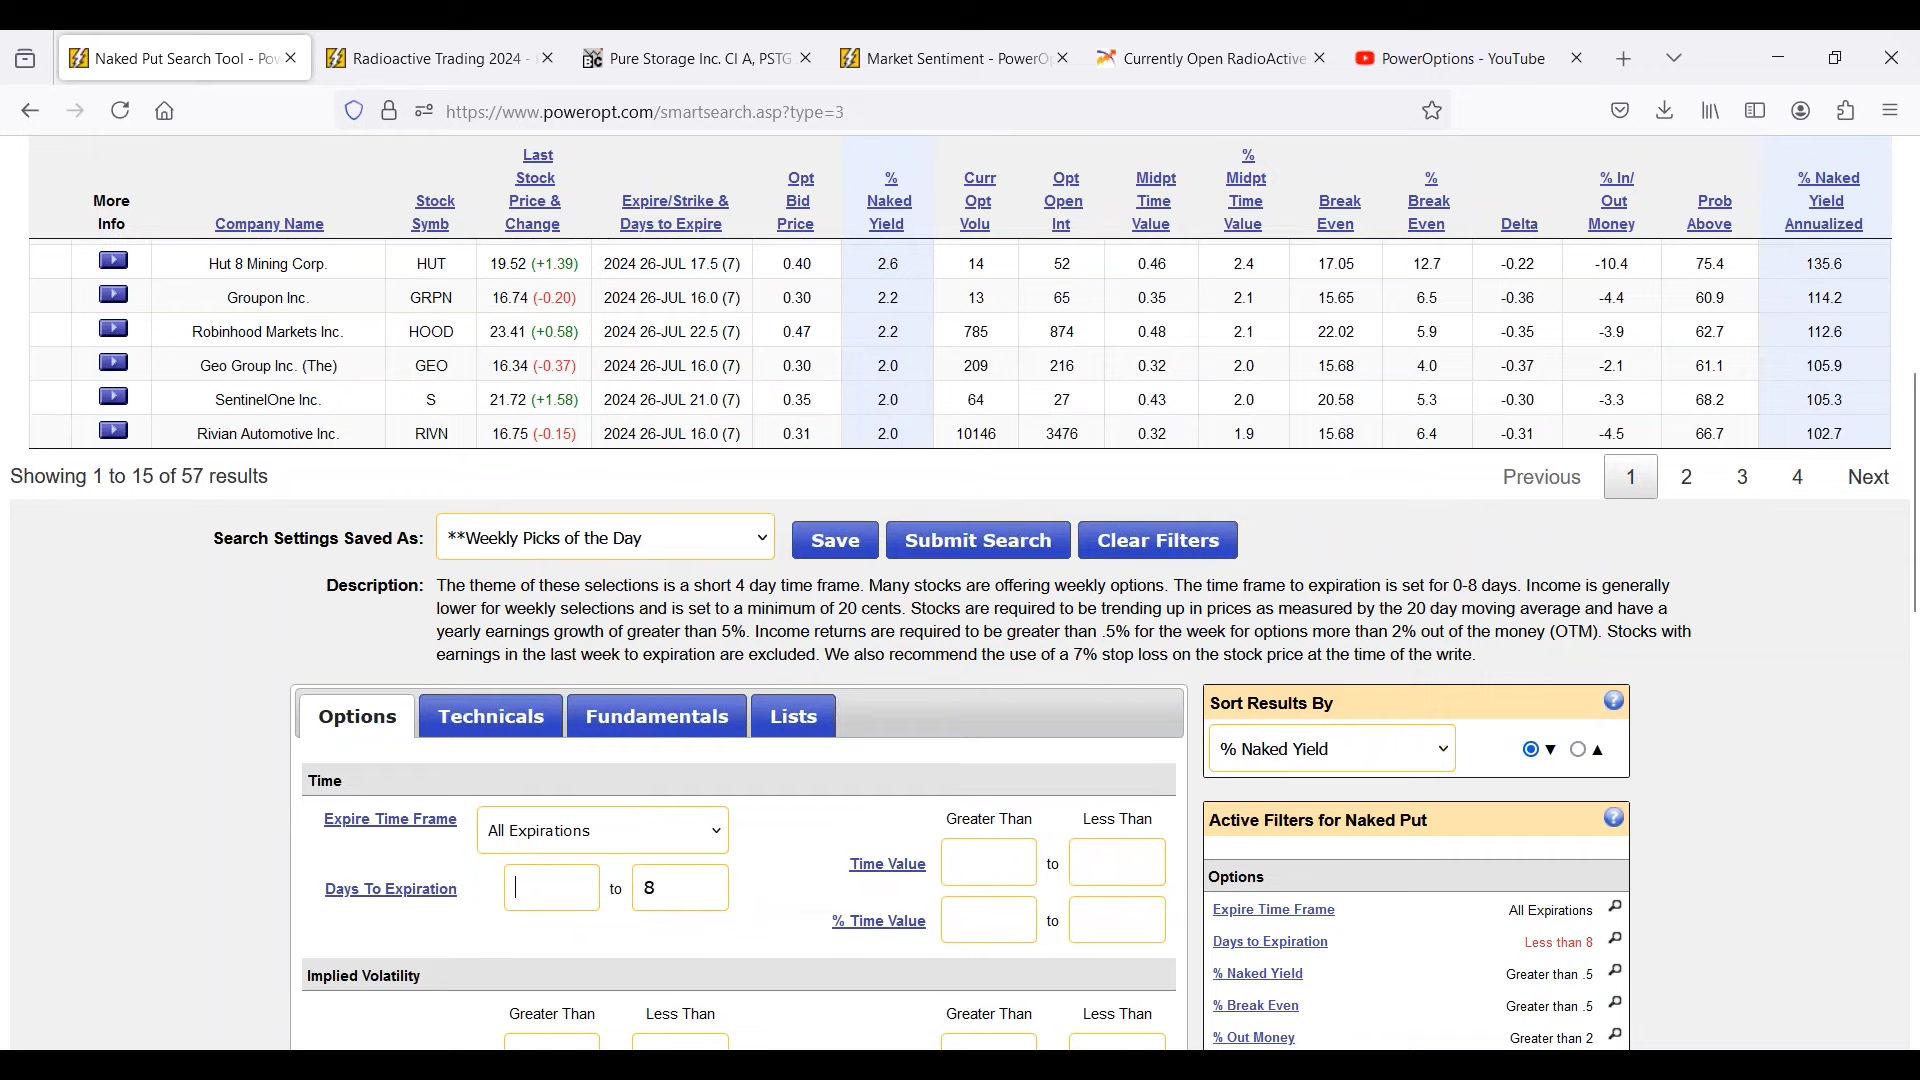 Naked Put Search Tool - Pow
Radioactive Trading 2024 -
Pure Storage Inc. Cl A, PSTG
Market Sentiment - PowerO
Currently Open RadioActive
PowerOptions - YouTube
https://www.poweropt.com/smartsearch.asp?type=3
More Info Company Name Stock Symb Last Stock Price & Change Expire/Strike & Days to Expire Opt Bid Price % Naked Yield Curr Opt Volu Opt Open Int Midpt Time Value % Midpt Time Value Break Even % Break Even Delta % In/ Out Money Prob Above % Naked Yield Annualized
Hut 8 Mining Corp. HUT 19.52 (+1.39) 2024 26-JUL 17.5 (7) 0.40 2.6 14 52 0.46 2.4 17.05 12.7 -0.22 -10.4 75.4 135.6
Groupon Inc. GRPN 16.74 (-0.20) 2024 26-JUL 16.0 (7) 0.30 2.2 13 65 0.35 2.1 15.65 6.5 -0.36 -4.4 60.9 114.2
Robinhood Markets Inc. HOOD 23.41 (+0.58) 2024 26-JUL 22.5 (7) 0.47 2.2 785 874 0.48 2.1 22.02 5.9 -0.35 -3.9 62.7 112.6
Geo Group Inc. (The) GEO 16.34 (-0.37) 2024 26-JUL 16.0 (7) 0.30 2.0 209 216 0.32 2.0 15.68 4.0 -0.37 -2.1 61.1 105.9
SentinelOne Inc. S 21.72 (+1.58) 2024 26-JUL 21.0 (7) 0.35 2.0 64 27 0.43 2.0 20.58 5.3 -0.30 -3.3 68.2 105.3
Rivian Automotive Inc. RIVN 16.75 (-0.15) 2024 26-JUL 16.0 (7) 0.31 2.0 10146 3476 0.32 1.9 15.68 6.4 -0.31 -4.5 66.7 102.7
Showing 1 to 15 of 57 results Previous 1 2 3 4 Next
Search Settings Saved As: **Weekly Picks of the Day Save Submit Search Clear Filters
Description: The theme of these selections is a short 4 day time frame. Many stocks are offering weekly options. The time frame to expiration is set for 0-8 days. Income is generally
lower for weekly selections and is set to a minimum of 20 cents. Stocks are required to be trending up in prices as measured by the 20 day moving average and have a
yearly earnings growth of greater than 5%. Income returns are required to be greater than .5% for the week for options more than 2% out of the money (OTM). Stocks with
earnings in the last week to expiration are excluded. We also recommend the use of a 7% stop loss on the stock price at the time of the write.
Options Technicals Fundamentals Lists
Time
Expire Time Frame All Expirations
Days To Expiration to 8
Greater Than Less Than
Time Value to
% Time Value to
Implied Volatility
Greater Than Less Than Greater Than Less Than
Sort Results By ?
% Naked Yield ▼ ▲
Active Filters for Naked Put ?
Options
Expire Time Frame All Expirations
Days to Expiration Less than 8
% Naked Yield Greater than .5
% Break Even Greater than .5
% Out Money Greater than 2